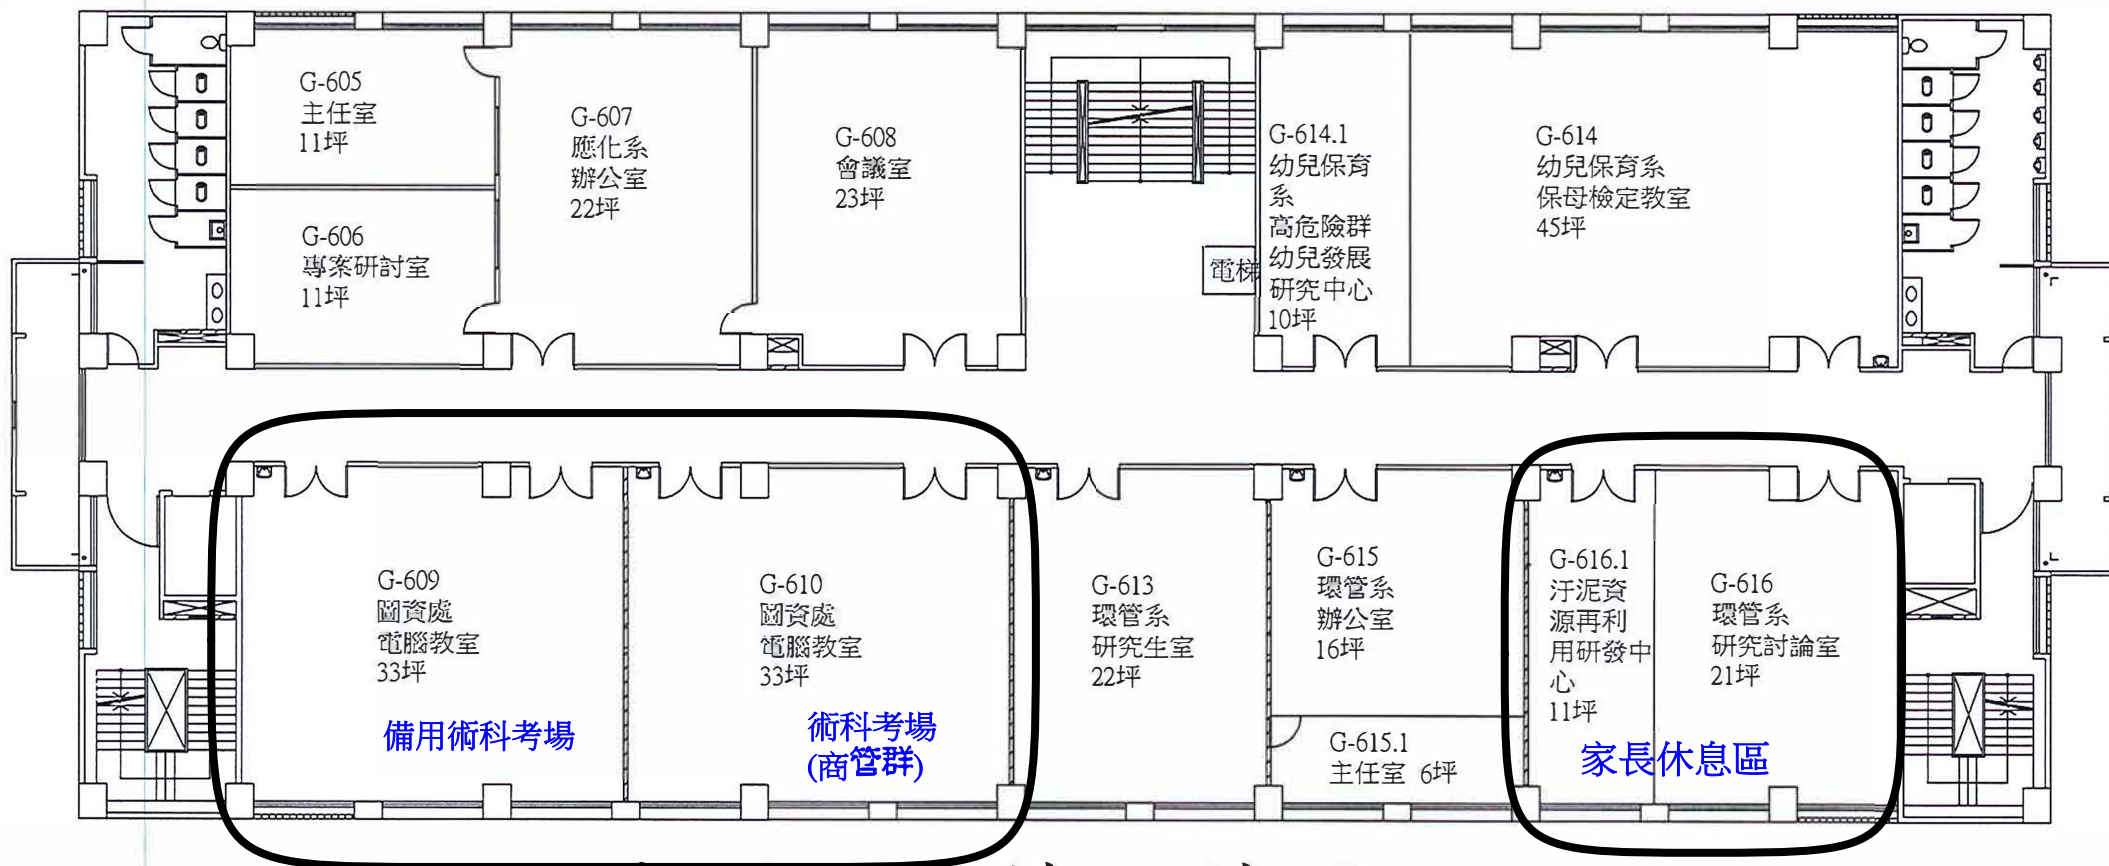 G-605
主任室
11坪
G-606
專案研討室
11坪
G-607
應化系
辦公室
22坪
G-608
會議室
23坪
電梯
G-614.1
幼兒保育
系
高危險群
幼兒發展
研究中心
10坪
G-614
幼兒保育系
保母檢定教室
45坪
G-609
圖資處
電腦教室
33坪
備用術科考場
G-610
圖資處
電腦教室
33坪
術科考場
(商管群)
G-613
環管系
研究生室
22坪
G-615
環管系
辦公室
16坪
G-615.1
主任室 6坪
G-616.1
汙泥資
源再利
用研發中
心
11坪
G-616
環管系
研究討論室
21坪
家長休息區